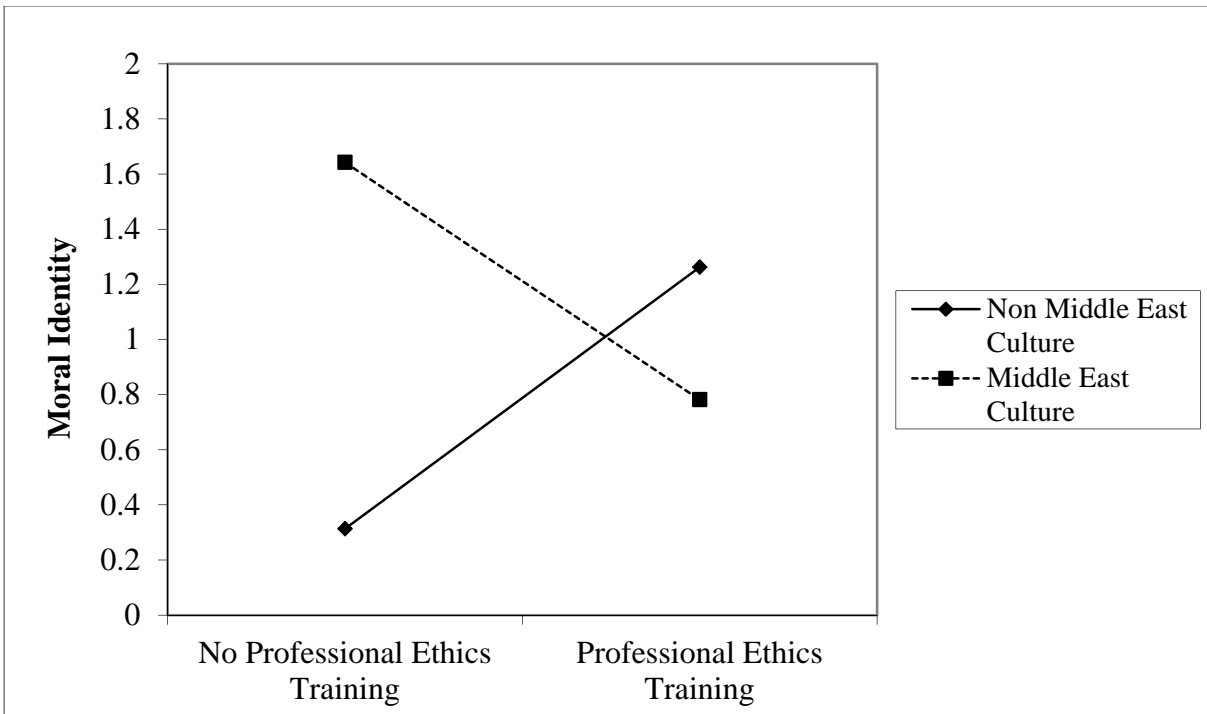 2
1.8
1.6
1.4
1.2
1
0.8
0.6
0.4
0.2
0
Moral Identity
No Professional Ethics
Training
Professional Ethics
Training
Non Middle East
Culture
Middle East
Culture